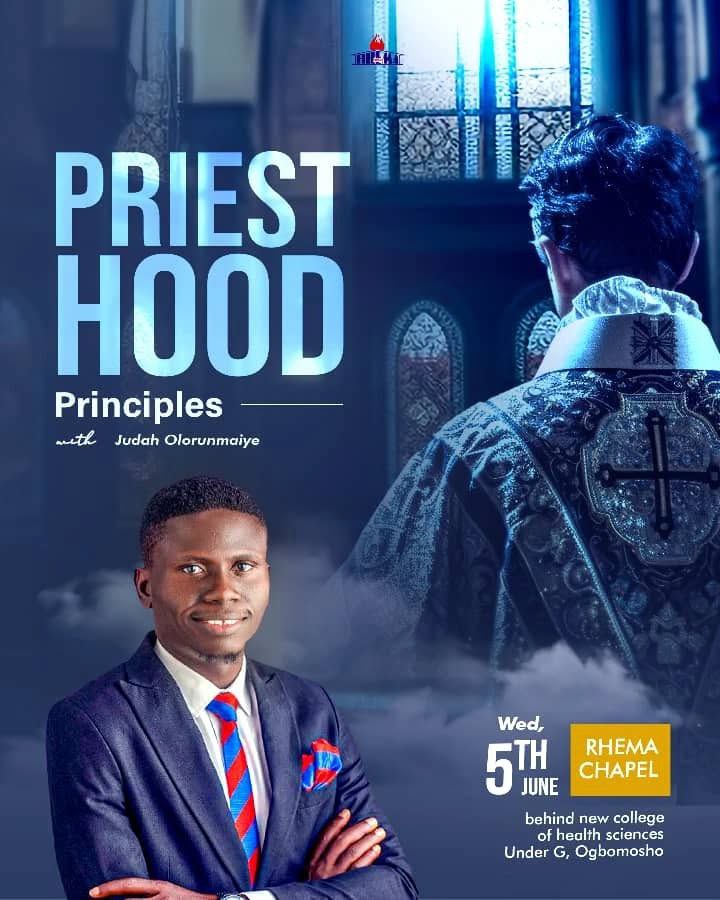 PRIEST
HOOD
Principles
with Judah Olorunmaiye
Wed,
5TH
JUNE
RHEMA
CHAPEL
behind new college
of health sciences
Under G, Ogbomosho